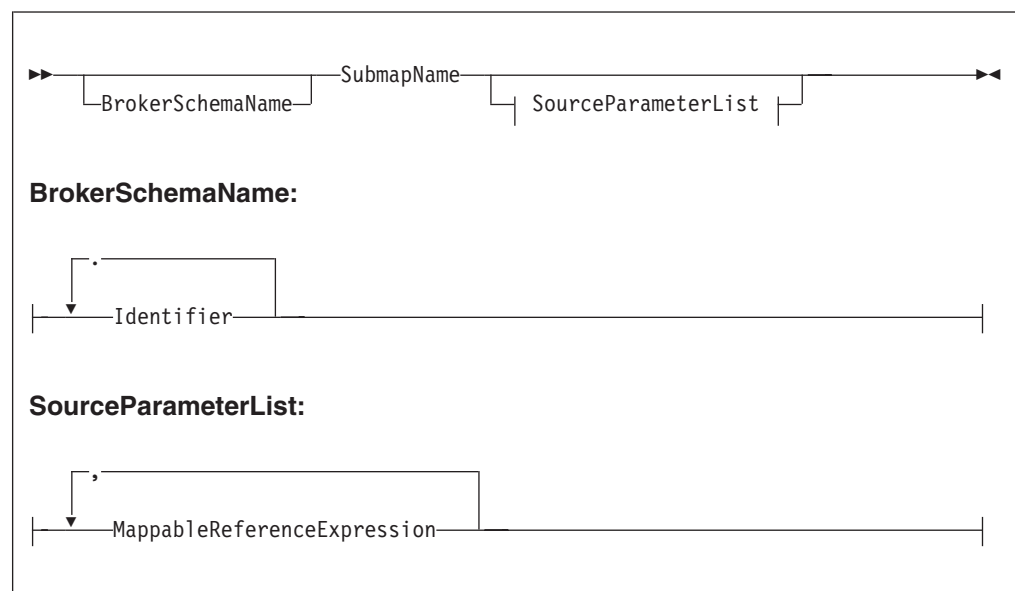 SubmapName
BrokerSchemaName
SourceParameterList
BrokerSchemaName:
.
Identifier
SourceParameterList:
,
MappableReferenceExpression